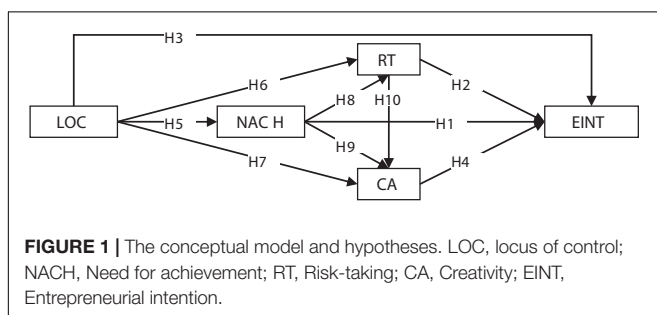 H3
RT
H6
H2
H8
H10
LOC
H5
NAC H
H1
EINT
H9
H7
H4
CA
FIGURE 1 | The conceptual model and hypotheses. LOC, locus of control;
NACH, Need for achievement; RT, Risk-taking; CA, Creativity; EINT,
Entrepreneurial intention.